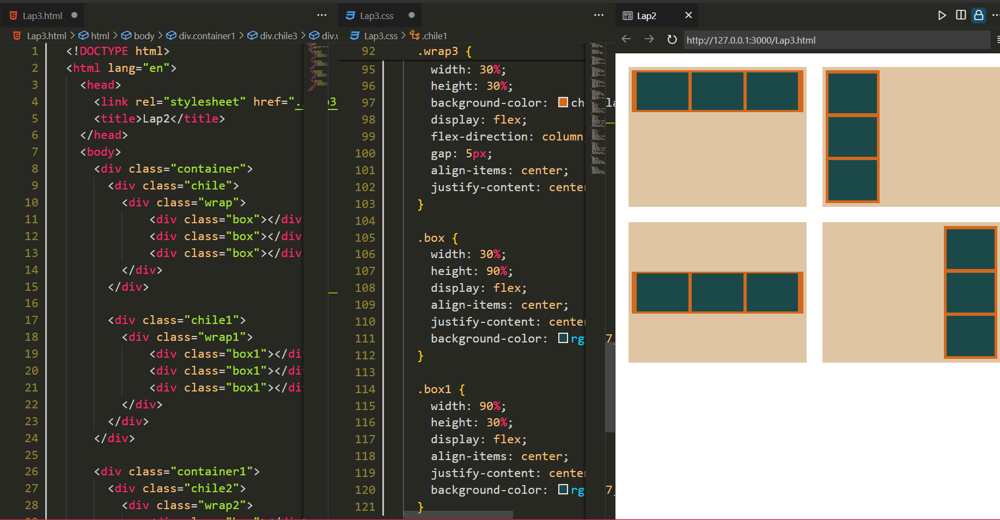 Lap3.html
Lap3.css
Lap2
Lap3.html > html > body > div.container1 > div.chile3 >
Lap3.css > .chile1
http://127.0.0.1:3000/Lap3.html
1 <!DOCTYPE html>
2 <html lang="en">
3 <head>
4 <link rel="stylesheet" href="./
5 <title>Lap2</title>
6 </head>
7 <body>
8 <div class="container">
9 <div class="chile">
10 <div class="wrap">
11 <div class="box"></div
12 <div class="box"></div
13 <div class="box"></div
14 </div>
15 </div>
16
17 <div class="chile1">
18 <div class="wrap1">
19 <div class="box1"></di
20 <div class="box1"></di
21 <div class="box1"></di
22 </div>
23 </div>
24 </div>
25
26 <div class="container1">
27 <div class="chile2">
28 <div class="wrap2">
92 .wrap3 {
95 width: 30%;
96 height: 30%;
97 background-color: ch
98 display: flex;
99 flex-direction: column
100 gap: 5px;
101 align-items: center;
102 justify-content: center
103 }
104
105 .box {
106 width: 30%;
107 height: 90%;
108 display: flex;
109 align-items: center;
110 justify-content: center
111 background-color: rg
112 }
113
114 .box1 {
115 width: 90%;
116 height: 30%;
117 display: flex;
118 align-items: center;
119 justify-content: center
120 background-color: rg
121 }